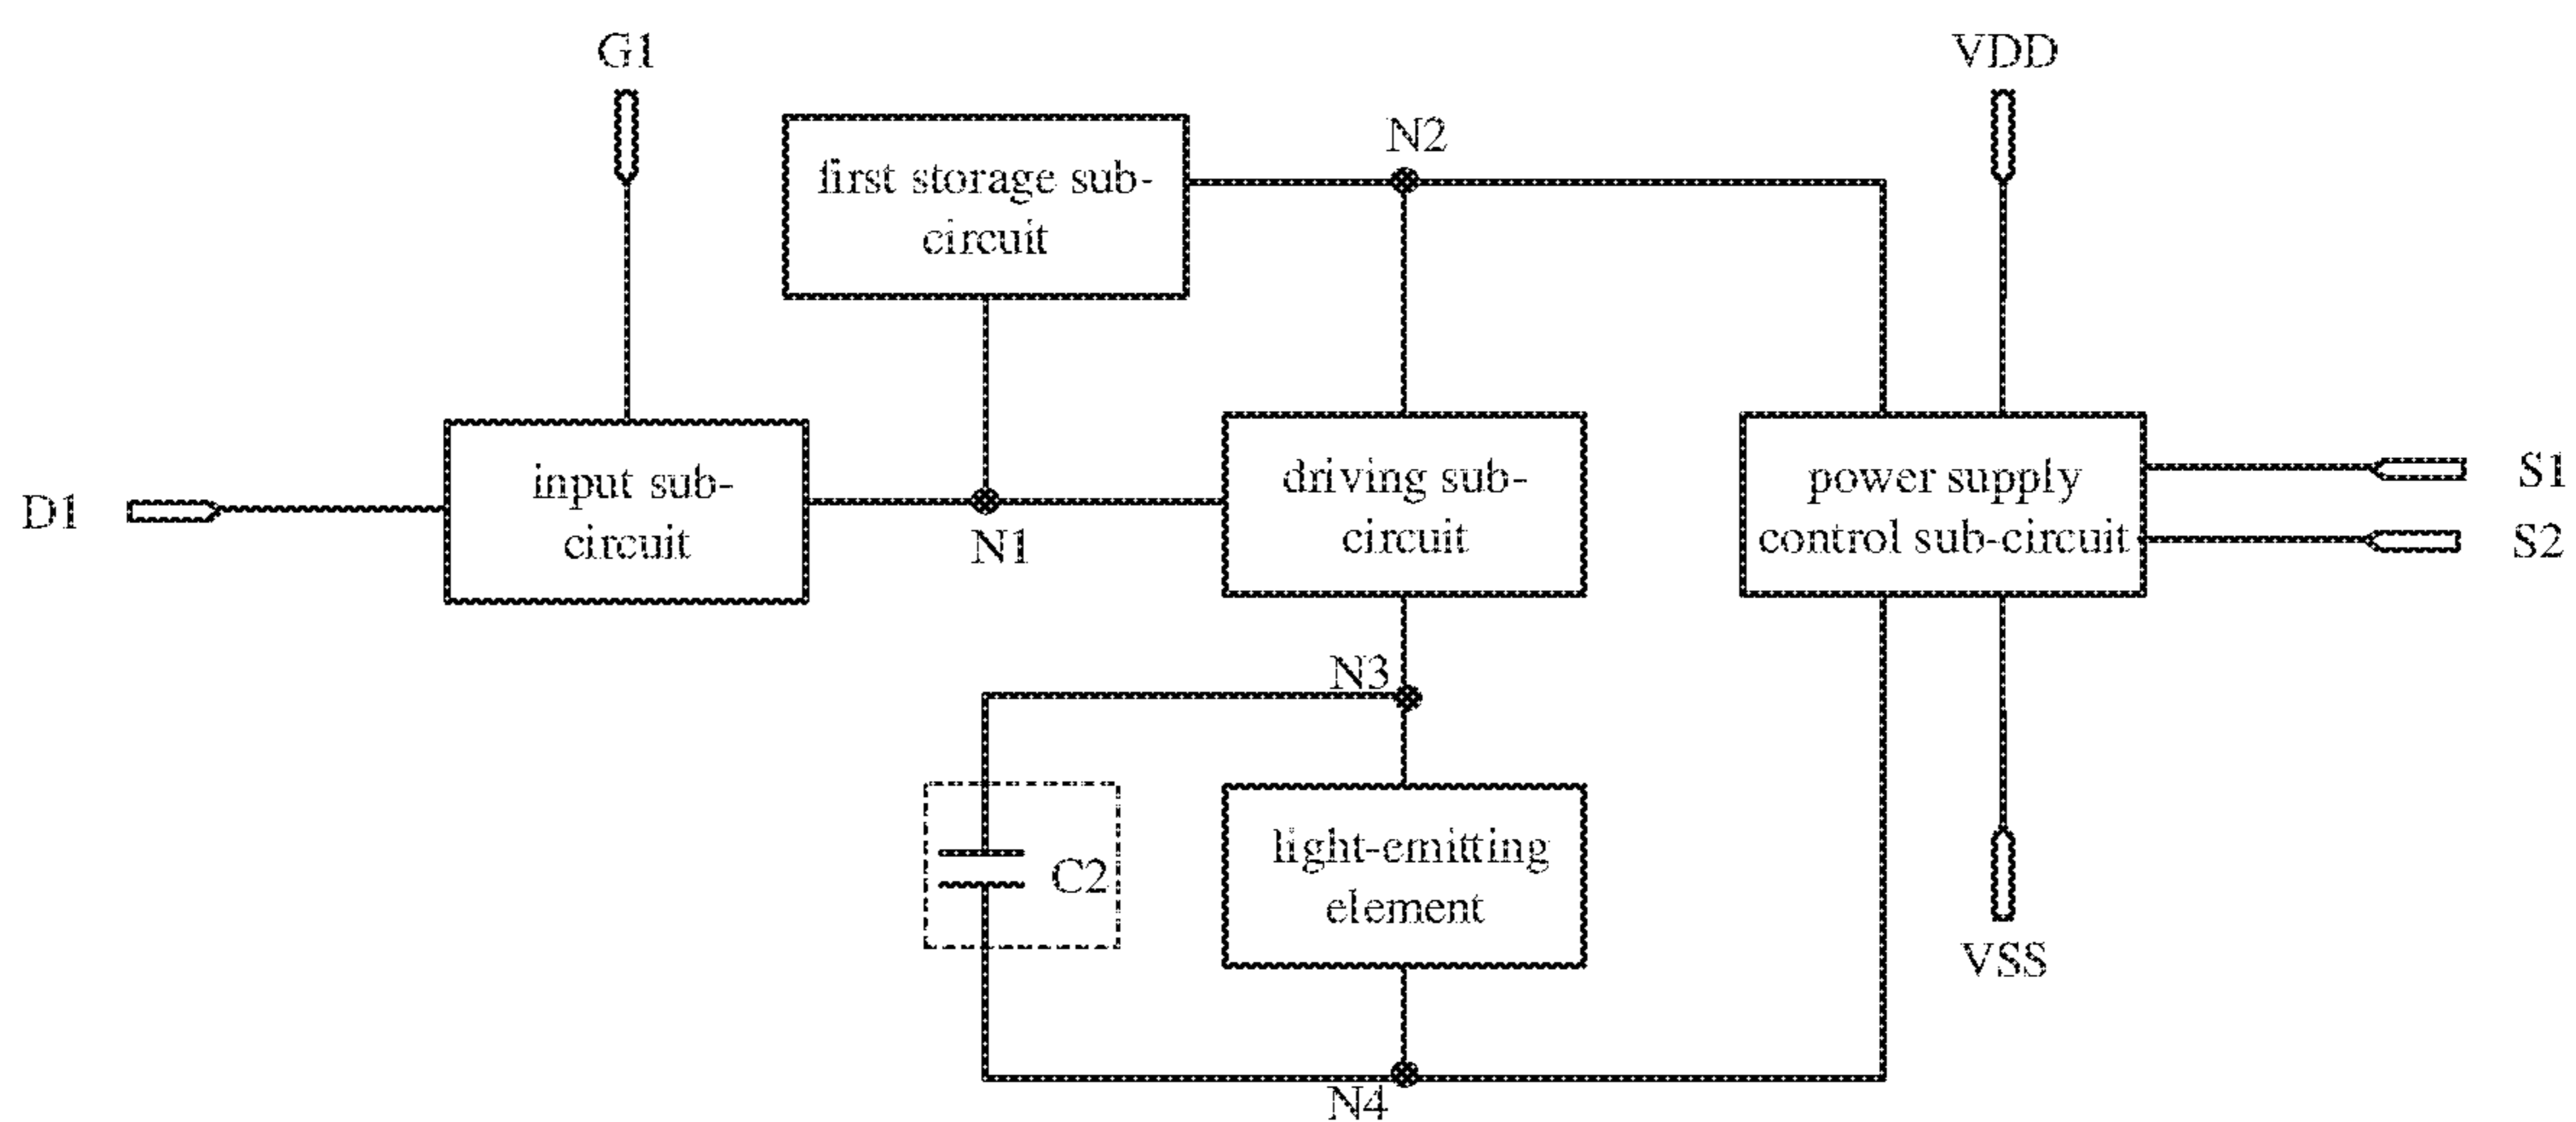 G1
VDD
N2
first storage sub-
circuit
D1
input sub-
circuit
N1
driving sub-
circuit
power supply
control sub-circuit
S1
S2
N3
C2
light-emitting
element
VSS
N4